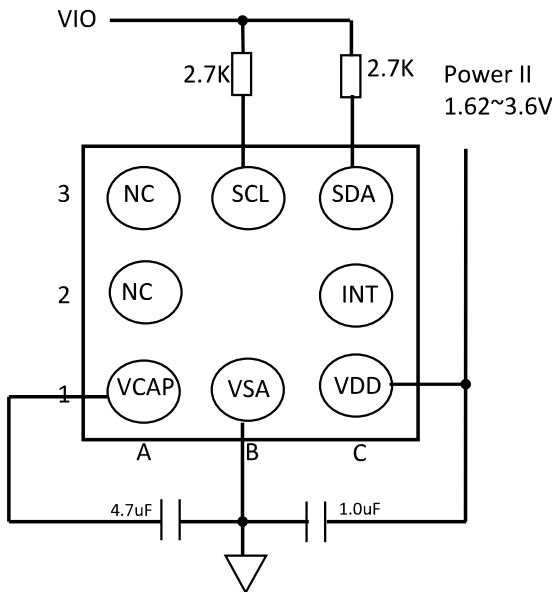 VIO
2.7K
2.7K
Power II
1.62~3.6V
3
NC
SCL
SDA
2
NC
INT
1
VCAP
VSA
VDD
A
B
C
4.7uF
1.0uF